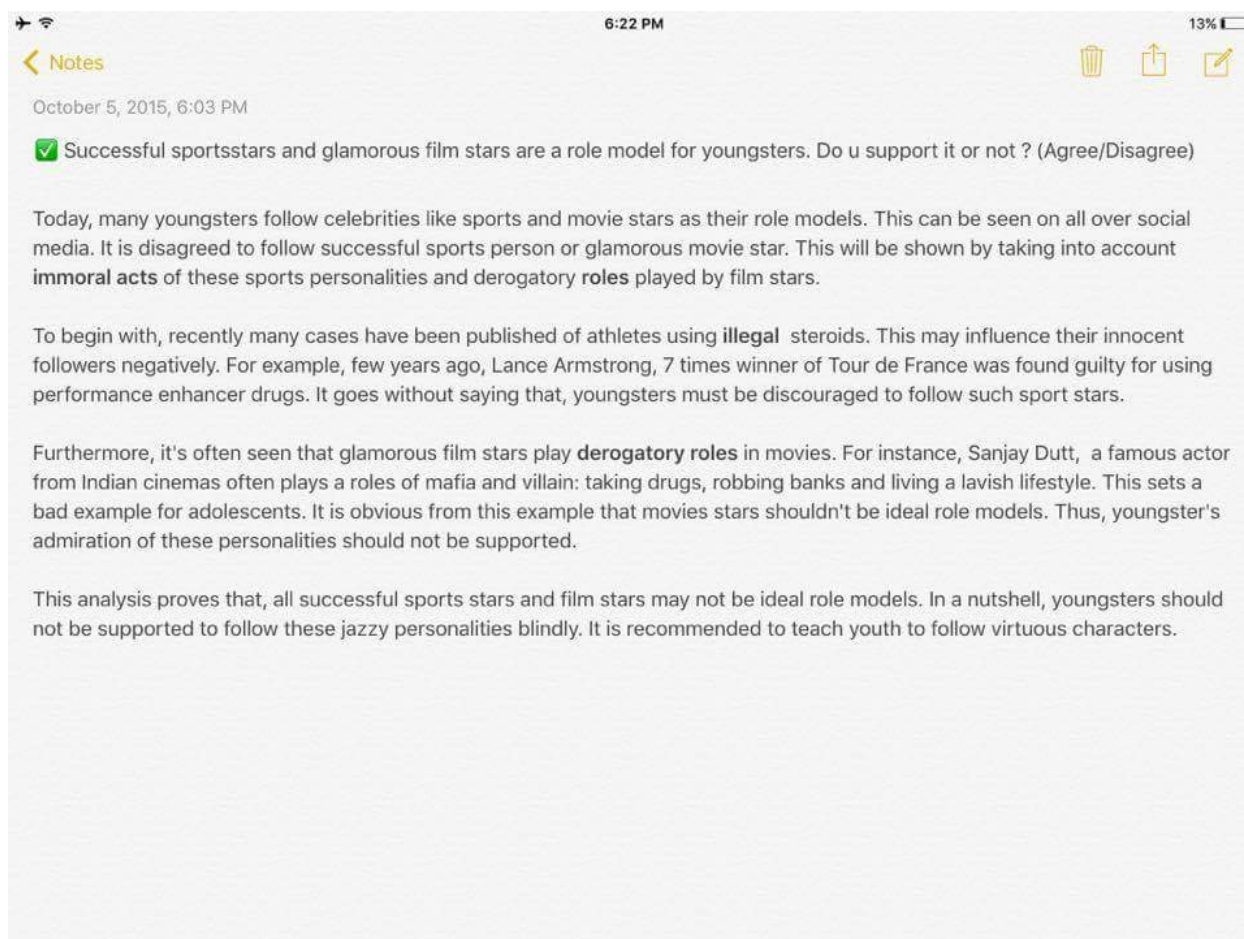 6:22 PM
13%
Notes
October 5, 2015, 6:03 PM
✅ Successful sportsstars and glamorous film stars are a role model for youngsters. Do u support it or not ? (Agree/Disagree)
Today, many youngsters follow celebrities like sports and movie stars as their role models. This can be seen on all over social
media. It is disagreed to follow successful sports person or glamorous movie star. This will be shown by taking into account
immoral acts of these sports personalities and derogatory roles played by film stars.
To begin with, recently many cases have been published of athletes using illegal  steroids. This may influence their innocent
followers negatively. For example, few years ago, Lance Armstrong, 7 times winner of Tour de France was found guilty for using
performance enhancer drugs. It goes without saying that, youngsters must be discouraged to follow such sport stars.
Furthermore, it's often seen that glamorous film stars play derogatory roles in movies. For instance, Sanjay Dutt,  a famous actor
from Indian cinemas often plays a roles of mafia and villain: taking drugs, robbing banks and living a lavish lifestyle. This sets a
bad example for adolescents. It is obvious from this example that movies stars shouldn't be ideal role models. Thus, youngster's
admiration of these personalities should not be supported.
This analysis proves that, all successful sports stars and film stars may not be ideal role models. In a nutshell, youngsters should
not be supported to follow these jazzy personalities blindly. It is recommended to teach youth to follow virtuous characters.